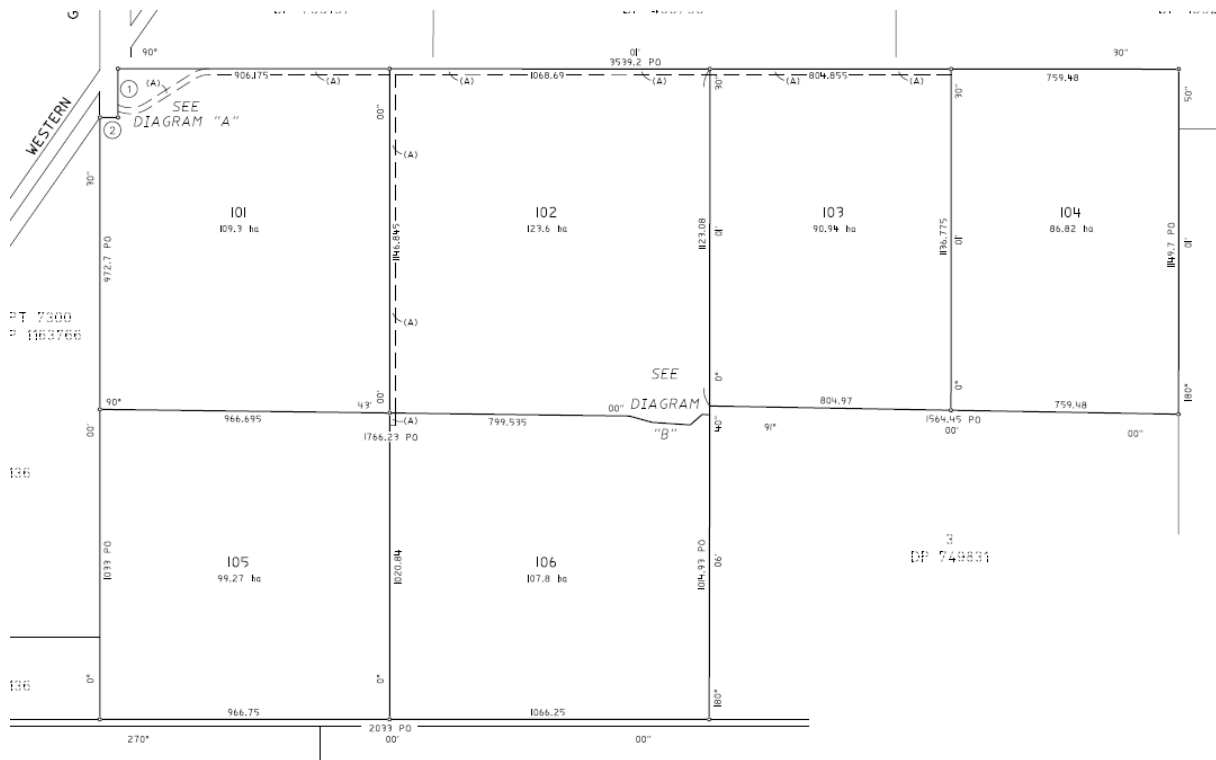 90°
01'
30"
3539.2 PO
906.175
(A)
(A)
1068.69
(A)
(A)
804.855
(A)
759.48
1
(A)
SEE
DIAGRAM "A"
2
WESTERN
00"
30"
30"
50"
(A)
30"
101
109.3 ha
102
123.6 ha
103
90.94 ha
104
86.82 ha
972.7 PO
1146.845
1123.08
01'
1136.775
01'
1149.7 PO
01'
PT 7300
P 1163766
(A)
SEE
DIAGRAM
"B"
0°
0°
180°
90°
43'
00'
00"
804.97
759.48
966.695
(A)
799.535
1766.23 PO
40"
91°
1564.45 PO
00'
00"
00'
136
105
99.27 ha
106
107.8 ha
1033 PO
1020.84
1014.93 PO
06'
3
DP 749831
136
0°
0°
180°
966.75
1066.25
2033 PO
270°
00'
00"